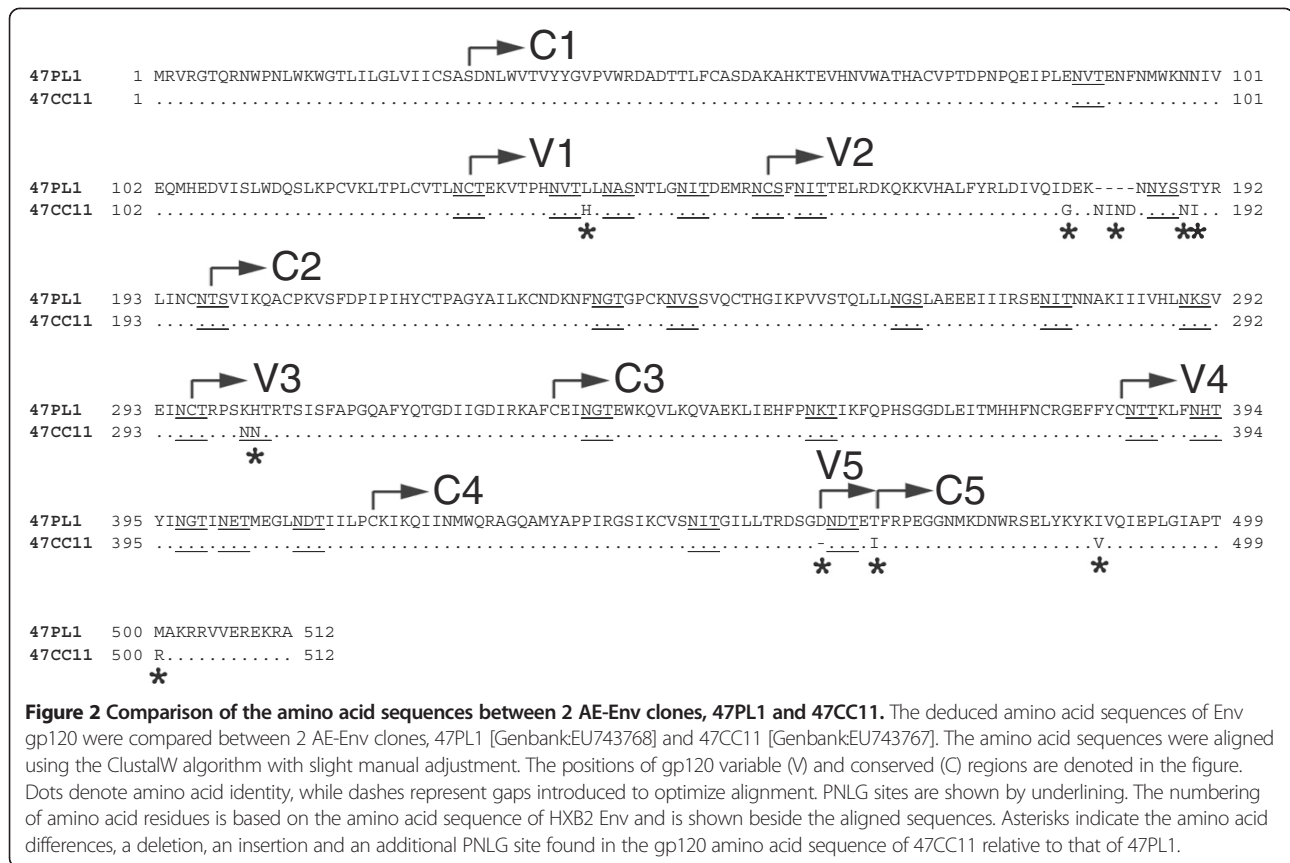 C1
47PL1 1 MRVRGTQRNWPNLWKWGTLILGLVIICSASDNLWVTVYYGVPVWRDADTTLFCASDAKAHKTEVHNVWATHACVPTDPNPQEIPLENVTENFNMWKNNIV 101
47CC11 1 .................................................................................................... 101
V1 V2
47PL1 102 EQMHEDVISLWDQSLKPCVKLTPLCVTLNCTEKVTPHNVTLLNASNTLGNITDEMRNCSFNITTELRDKQKKVHALFYRLDIVQIDEK----NNYSSTYR 192
47CC11 102 ........................................H............................................G..NIND....NI.. 192
* * * **
C2
47PL1 193 LINCNTSVIKQACPKVSFDPIPIHYCTPAGYAILKCNDKNFNGTGPCKNVSSVQCTHGIKPVVSTQLLLNGSLAEEEIIIRSENITNNAKIIIVHLNKSV 292
47CC11 193 .................................................................................................... 292
V3 C3 V4
47PL1 293 EINCTRPSKHTRTSISFAPGQAFYQTGDIIGDIRKAFCEINGTEWKQVLKQVAEKLIEHFPNKTIKFQPHSGGDLEITMHHFNCRGEFFYCNTTKLFNHT 394
47CC11 293 ........NN.......................................................................................... 394
*
V5
C4 C5
47PL1 395 YINGTINETMEGLNDTIILPCKIKQIINMWQRAGQAMYAPPIRGSIKCVSNITGILLTRDSGDNDTETFRPEGGNMKDNWRSELYKYKIVQIEPLGIAPT 499
47CC11 395 ..............................................................-....I....................V........... 499
* * *
47PL1 500 MAKRRVVEREKRA 512
47CC11 500 R............ 512
*
Figure 2 Comparison of the amino acid sequences between 2 AE-Env clones, 47PL1 and 47CC11. The deduced amino acid sequences of Env
gp120 were compared between 2 AE-Env clones, 47PL1 [Genbank:EU743768] and 47CC11 [Genbank:EU743767]. The amino acid sequences were aligned
using the ClustalW algorithm with slight manual adjustment. The positions of gp120 variable (V) and conserved (C) regions are denoted in the figure.
Dots denote amino acid identity, while dashes represent gaps introduced to optimize alignment. PNLG sites are shown by underlining. The numbering
of amino acid residues is based on the amino acid sequence of HXB2 Env and is shown beside the aligned sequences. Asterisks indicate the amino acid
differences, a deletion, an insertion and an additional PNLG site found in the gp120 amino acid sequence of 47CC11 relative to that of 47PL1.